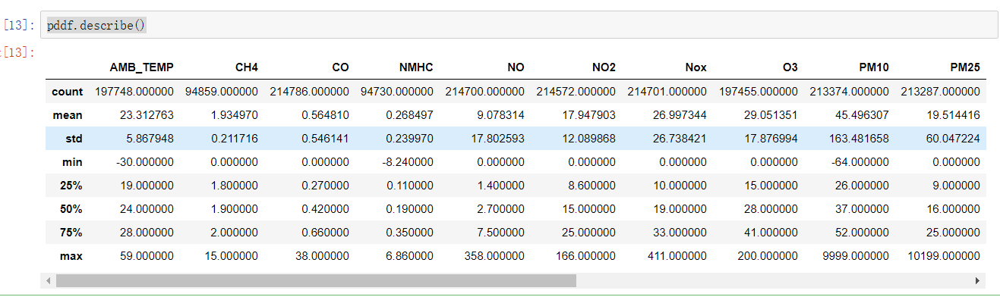 [13]: pddf.describe()
[13]:
AMB_TEMP CH4 CO NMHC NO NO2 Nox O3 PM10 PM25
count 197748.000000 94859.000000 214786.000000 94730.000000 214700.000000 214572.000000 214701.000000 197455.000000 213374.000000 213287.000000
mean 23.312763 1.934970 0.564810 0.268497 9.078314 17.947903 26.997344 29.051351 45.496307 19.514416
std 5.867948 0.211716 0.546141 0.239970 17.802593 12.089868 26.738421 17.876994 163.481658 60.047224
min -30.000000 0.000000 0.000000 -8.240000 0.000000 0.000000 0.000000 0.000000 -64.000000 0.000000
25% 19.000000 1.800000 0.270000 0.110000 1.400000 8.600000 10.000000 15.000000 26.000000 9.000000
50% 24.000000 1.900000 0.420000 0.190000 2.700000 15.000000 19.000000 28.000000 37.000000 16.000000
75% 28.000000 2.000000 0.660000 0.350000 7.500000 25.000000 33.000000 41.000000 52.000000 25.000000
max 59.000000 15.000000 38.000000 6.860000 358.000000 166.000000 411.000000 200.000000 9999.000000 10199.000000